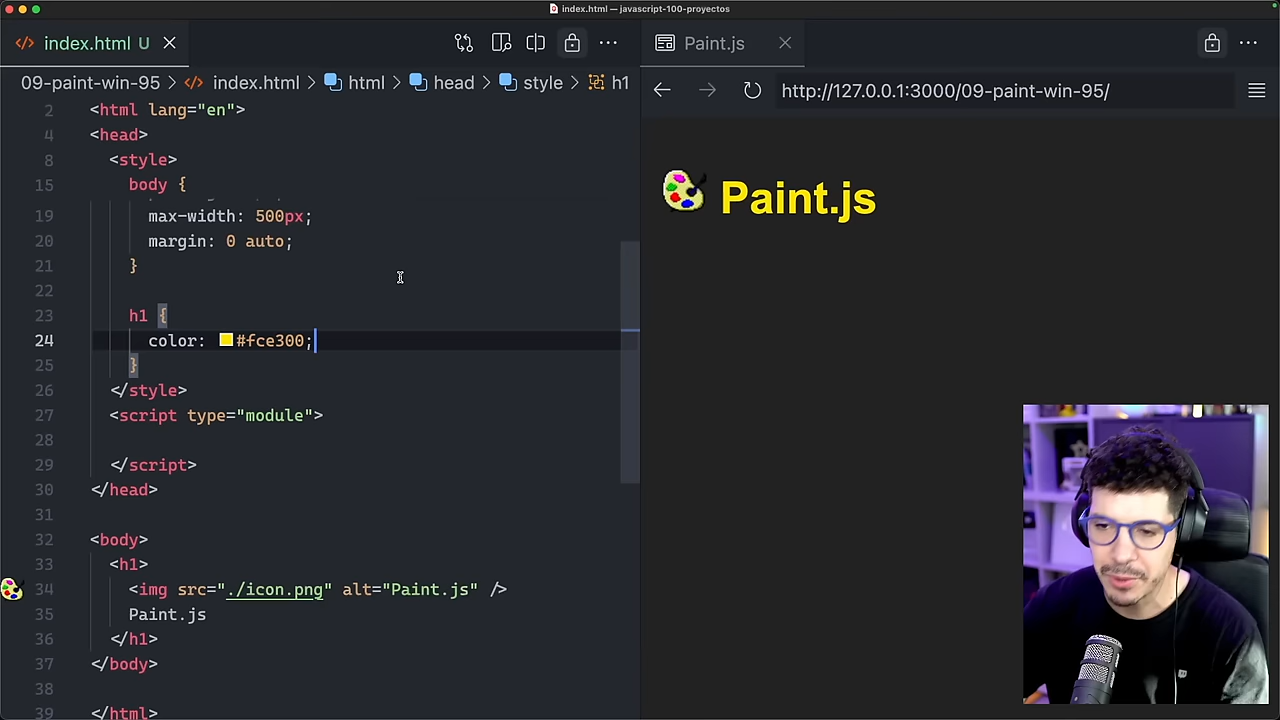 index.html — javascript-100-proyectos
index.html U
Paint.js
09-paint-win-95 > index.html > html > head > style > h1
http://127.0.0.1:3000/09-paint-win-95/
2 <html lang="en">
4 <head>
8 <style>
15 body {
19 max-width: 500px;
20 margin: 0 auto;
21 }
22
23 h1 {
24 color: #fce300;
25 }
26 </style>
27 <script type="module">
28
29 </script>
30 </head>
31
32 <body>
33 <h1>
34 <img src="./icon.png" alt="Paint.js" />
35 Paint.js
36 </h1>
37 </body>
38
39 </html>
Paint.js